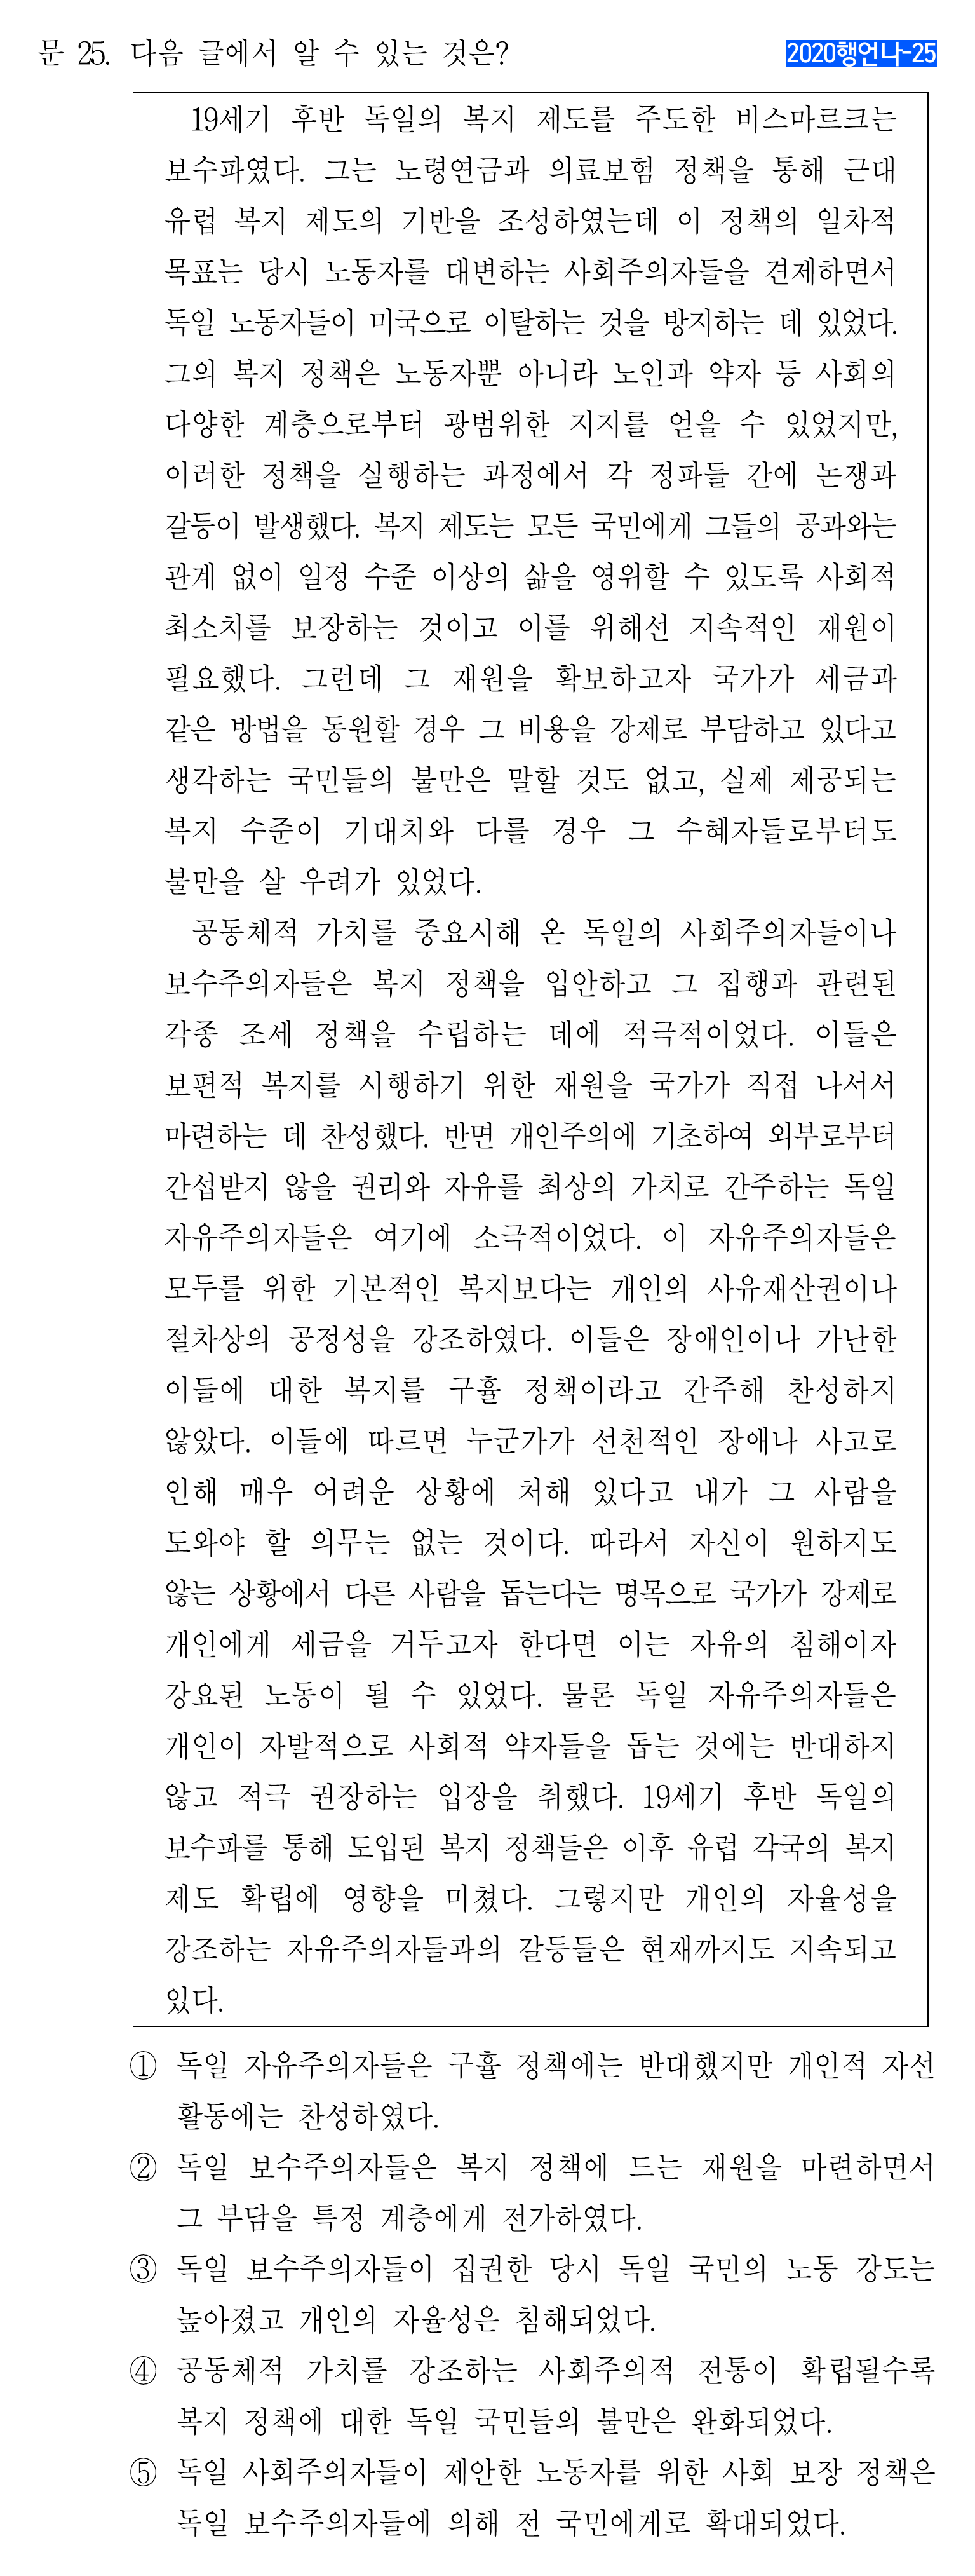 문 25. 다음 글에서 알 수 있는 것은? 2020행언나-25
19세기 후반 독일의 복지 제도를 주도한 비스마르크는
보수파였다. 그는 노령연금과 의료보험 정책을 통해 근대
유럽 복지 제도의 기반을 조성하였는데 이 정책의 일차적
목표는 당시 노동자를 대변하는 사회주의자들을 견제하면서
독일 노동자들이 미국으로 이탈하는 것을 방지하는 데 있었다.
그의 복지 정책은 노동자뿐 아니라 노인과 약자 등 사회의
다양한 계층으로부터 광범위한 지지를 얻을 수 있었지만,
이러한 정책을 실행하는 과정에서 각 정파들 간에 논쟁과
갈등이 발생했다. 복지 제도는 모든 국민에게 그들의 공과와는
관계 없이 일정 수준 이상의 삶을 영위할 수 있도록 사회적
최소치를 보장하는 것이고 이를 위해선 지속적인 재원이
필요했다. 그런데 그 재원을 확보하고자 국가가 세금과
같은 방법을 동원할 경우 그 비용을 강제로 부담하고 있다고
생각하는 국민들의 불만은 말할 것도 없고, 실제 제공되는
복지 수준이 기대치와 다를 경우 그 수혜자들로부터도
불만을 살 우려가 있었다.
공동체적 가치를 중요시해 온 독일의 사회주의자들이나
보수주의자들은 복지 정책을 입안하고 그 집행과 관련된
각종 조세 정책을 수립하는 데에 적극적이었다. 이들은
보편적 복지를 시행하기 위한 재원을 국가가 직접 나서서
마련하는 데 찬성했다. 반면 개인주의에 기초하여 외부로부터
간섭받지 않을 권리와 자유를 최상의 가치로 간주하는 독일
자유주의자들은 여기에 소극적이었다. 이 자유주의자들은
모두를 위한 기본적인 복지보다는 개인의 사유재산권이나
절차상의 공정성을 강조하였다. 이들은 장애인이나 가난한
이들에 대한 복지를 구휼 정책이라고 간주해 찬성하지
않았다. 이들에 따르면 누군가가 선천적인 장애나 사고로
인해 매우 어려운 상황에 처해 있다고 내가 그 사람을
도와야 할 의무는 없는 것이다. 따라서 자신이 원하지도
않는 상황에서 다른 사람을 돕는다는 명목으로 국가가 강제로
개인에게 세금을 거두고자 한다면 이는 자유의 침해이자
강요된 노동이 될 수 있었다. 물론 독일 자유주의자들은
개인이 자발적으로 사회적 약자들을 돕는 것에는 반대하지
않고 적극 권장하는 입장을 취했다. 19세기 후반 독일의
보수파를 통해 도입된 복지 정책들은 이후 유럽 각국의 복지
제도 확립에 영향을 미쳤다. 그렇지만 개인의 자율성을
강조하는 자유주의자들과의 갈등들은 현재까지도 지속되고
있다.
① 독일 자유주의자들은 구휼 정책에는 반대했지만 개인적 자선
활동에는 찬성하였다.
② 독일 보수주의자들은 복지 정책에 드는 재원을 마련하면서
그 부담을 특정 계층에게 전가하였다.
③ 독일 보수주의자들이 집권한 당시 독일 국민의 노동 강도는
높아졌고 개인의 자율성은 침해되었다.
④ 공동체적 가치를 강조하는 사회주의적 전통이 확립될수록
복지 정책에 대한 독일 국민들의 불만은 완화되었다.
⑤ 독일 사회주의자들이 제안한 노동자를 위한 사회 보장 정책은
독일 보수주의자들에 의해 전 국민에게로 확대되었다.